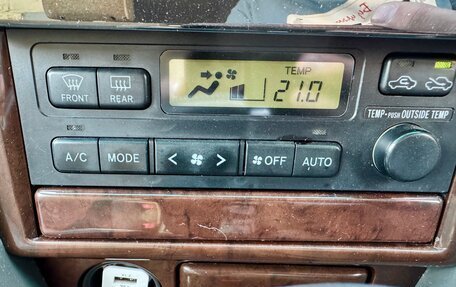 TEMP
21.0
FRONT
REAR
TEMP-PUSH OUTSIDE TEMP
A/C
MODE
< >
OFF
AUTO